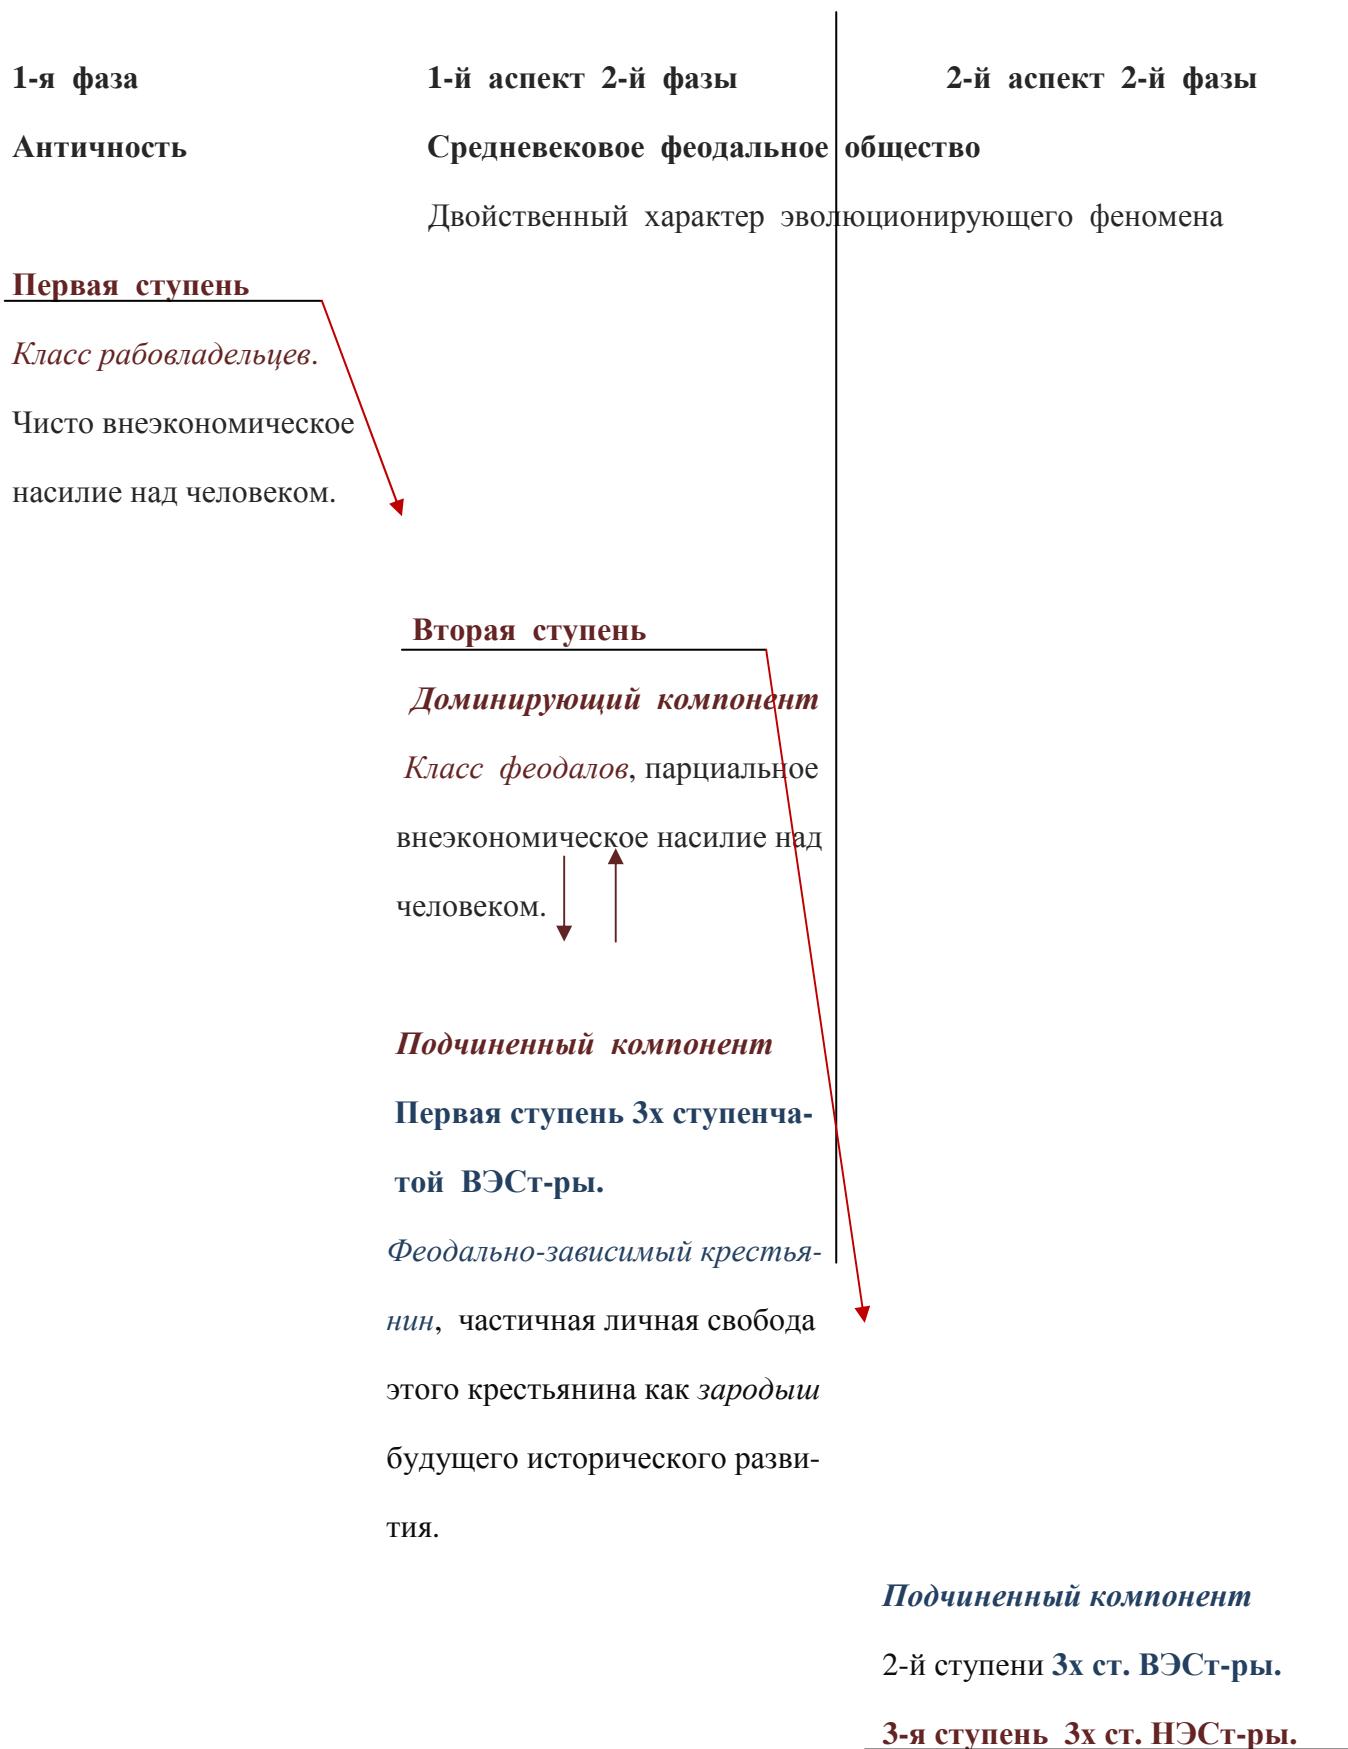 1-я фаза 1-й аспект 2-й фазы 2-й аспект 2-й фазы
Античность Средневековое феодальное общество
Двойственный характер эволюционирующего феномена
Первая ступень
Класс рабовладельцев.
Чисто внеэкономическое
насилие над человеком.
Вторая ступень
Доминирующий компонент
Класс феодалов, парциальное
внеэкономическое насилие над
человеком.
Подчиненный компонент
Первая ступень 3х ступенча-
той ВЭСт-ры.
Феодально-зависимый крестья-
нин, частичная личная свобода
этого крестьянина как зародыш
будущего исторического разви-
тия.
Подчиненный компонент
2-й ступени 3х ст. ВЭСт-ры.
3-я ступень 3х ст. НЭСт-ры.